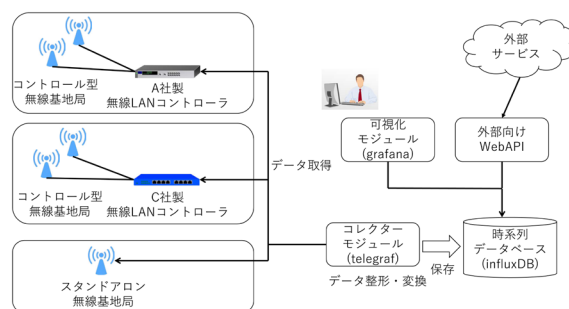 コントロール型
無線基地局
A社製
無線LANコントローラ
コントロール型
無線基地局
C社製
無線LANコントローラ
スタンドアロン
無線基地局
データ取得
外部
サービス
可視化
モジュール
(grafana)
外部向け
WebAPI
コレクター
モジュール
(telegraf)
データ整形・変換
保存
時系列
データベース
(influxDB)